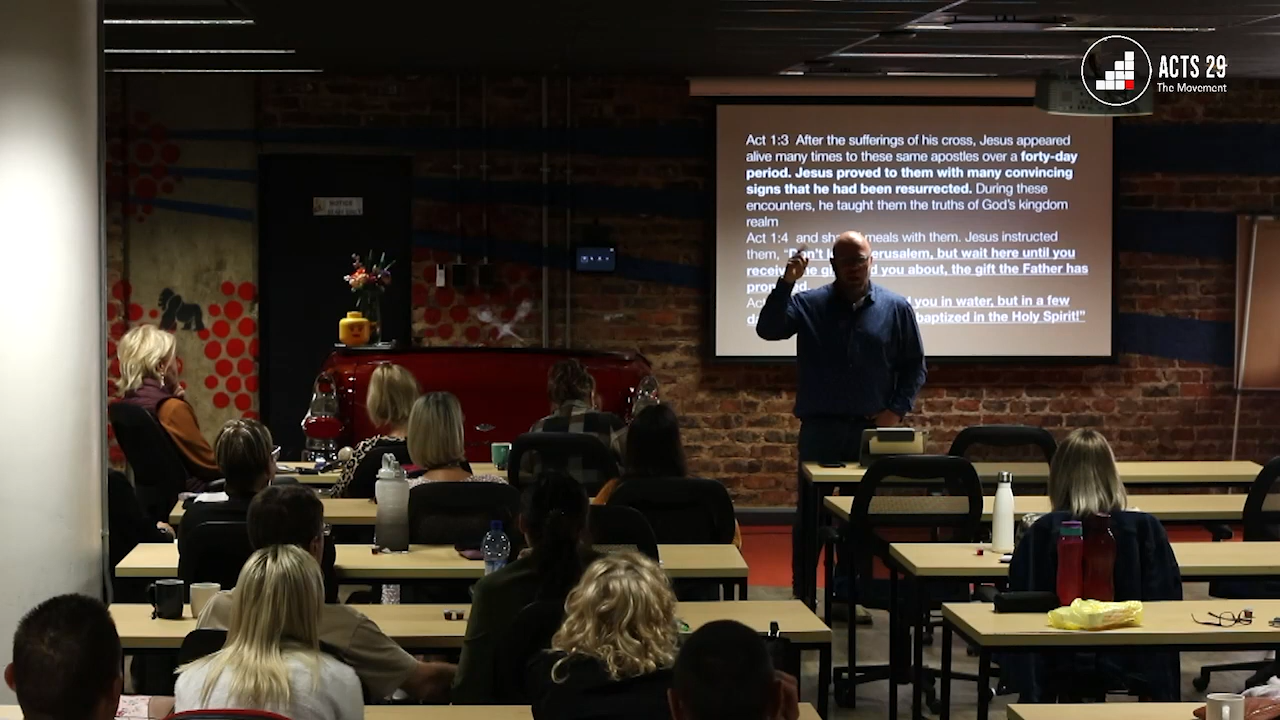 ACTS 29
The Movement
Act 1:3 After the sufferings of his cross, Jesus appeared
alive many times to these same apostles over a forty-day
period. Jesus proved to them with many convincing
signs that he had been resurrected. During these
encounters, he taught them the truths of God's kingdom
realm
Act 1:4 and meals with them. Jesus instructed
them, "Don't Jerusalem, but wait here until you
you about, the gift the Father has
you in water, but in a few
baptized in the Holy Spirit!"
NOTICE